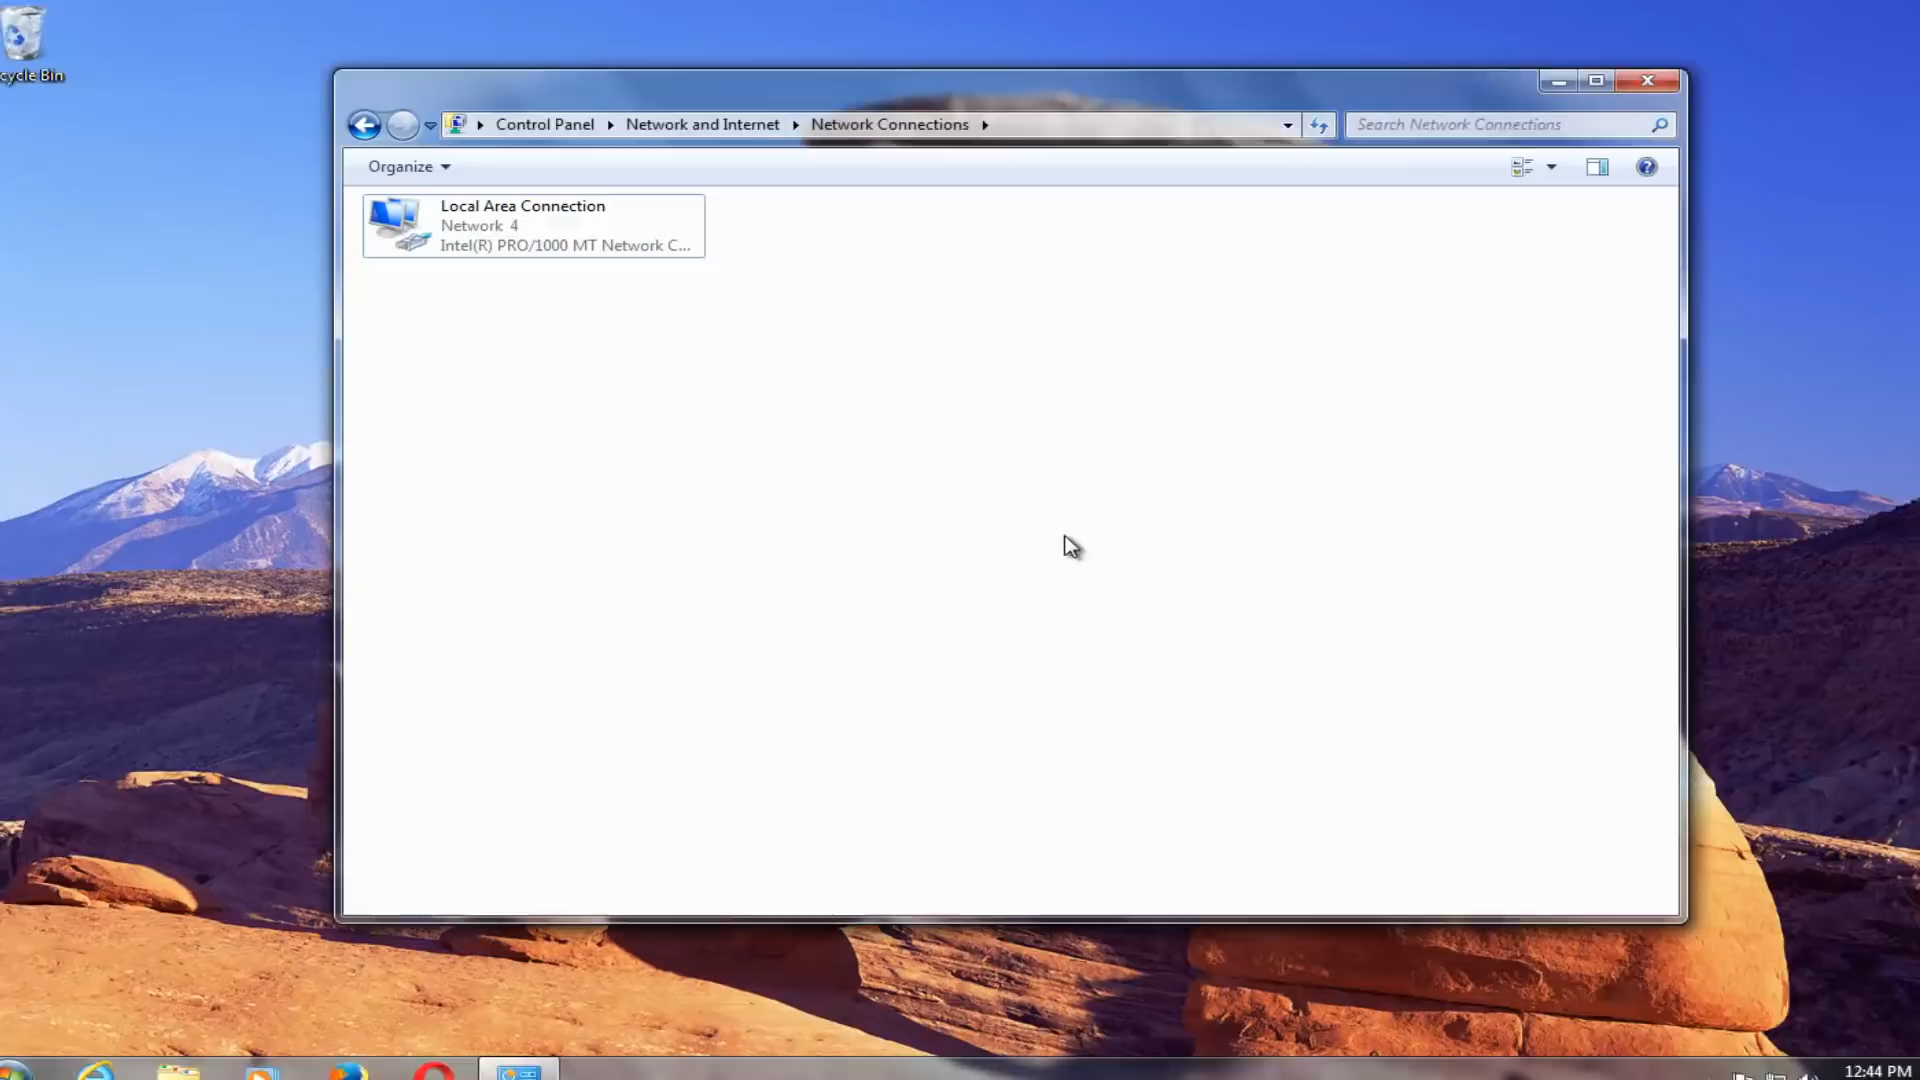 cycle Bin
Control Panel
Network and Internet
Network Connections
Search Network Connections
Organize
Local Area Connection
Network 4
Intel(R) PRO/1000 MT Network C...
12:44 PM